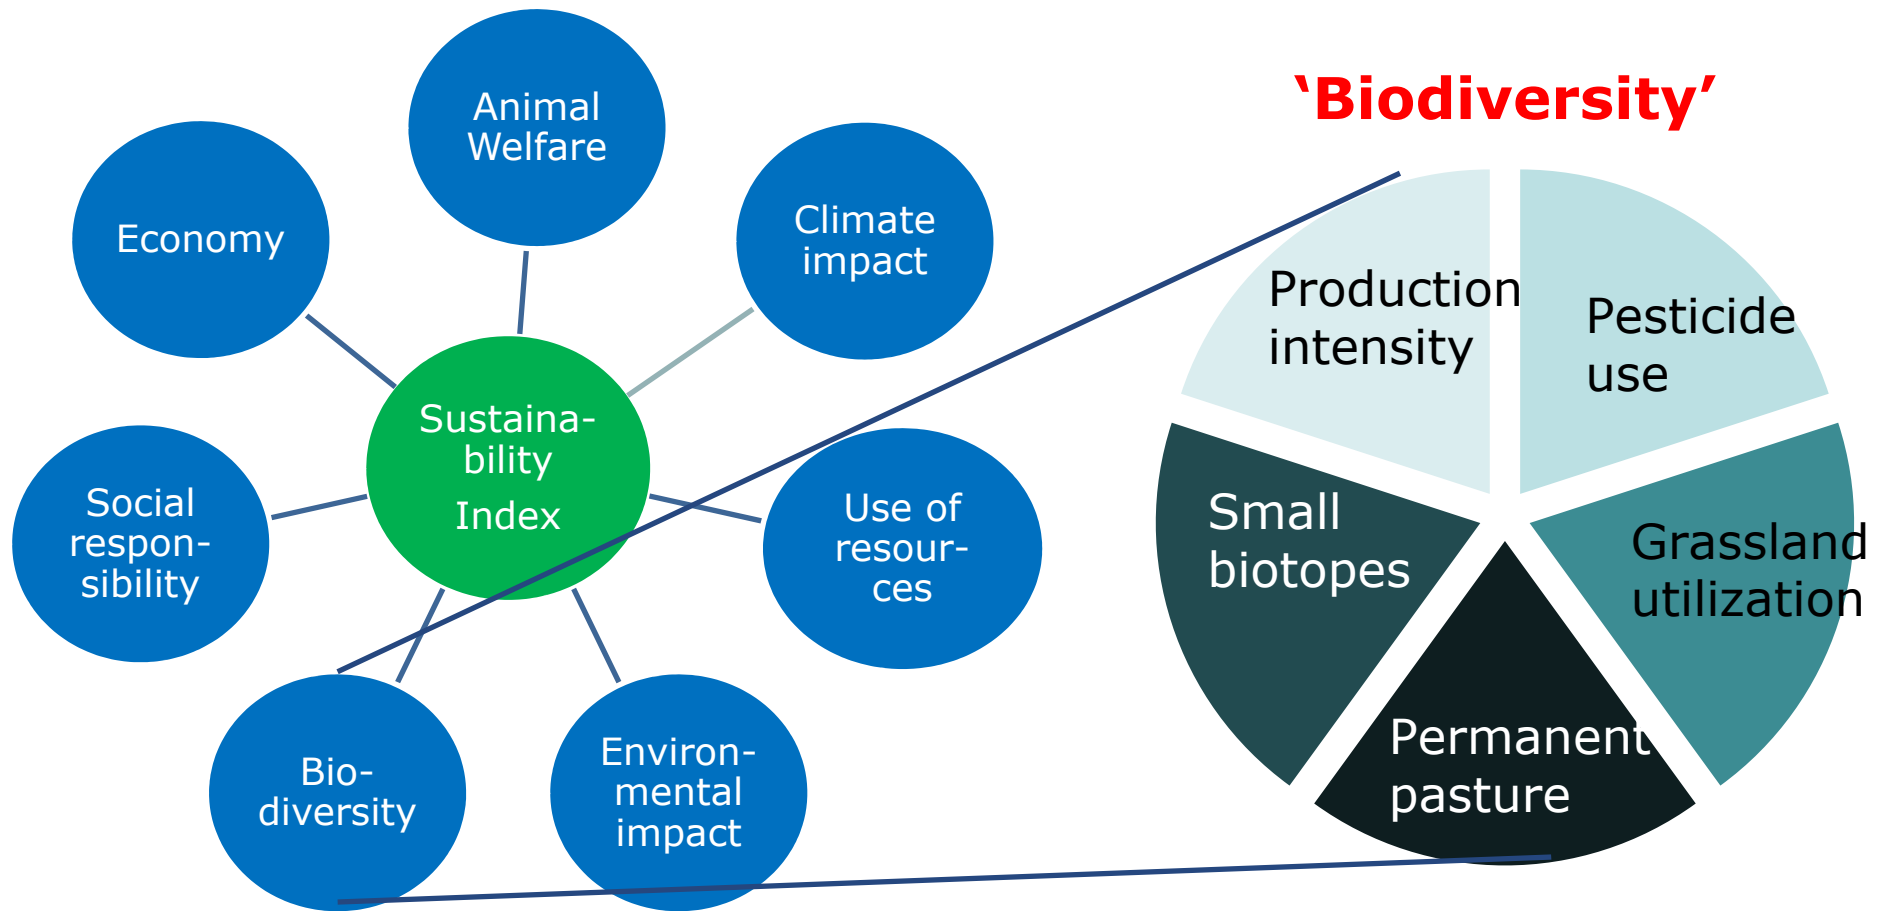 Animal
Welfare
Economy
Climate
impact
Sustaina-
bility
Index
Social
respon-
sibility
Use of
resour-
ces
Bio-
diversity
Environ-
mental
impact
‘Biodiversity’
Production
intensity
Pesticide
use
Small
biotopes
Grassland
utilization
Permanent
pasture